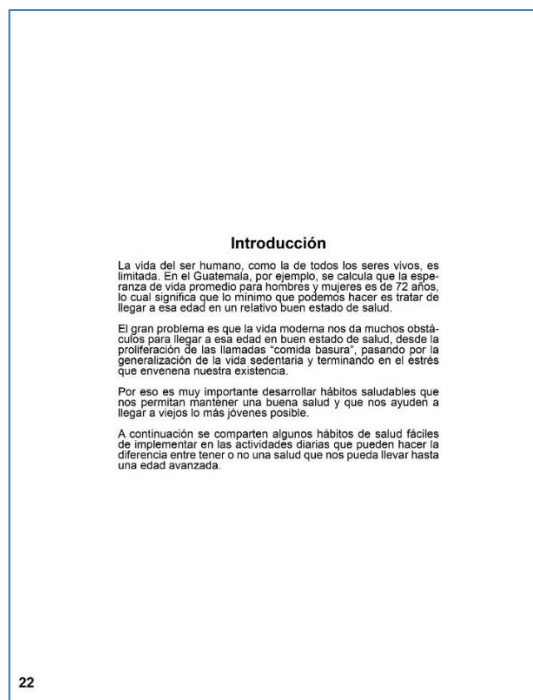 Introducción
La vida del ser humano, como la de todos los seres vivos, es
limitada. En el Guatemala, por ejemplo, se calcula que la espe-
ranza de vida promedio para hombres y mujeres es de 72 años,
lo cual significa que lo mínimo que podemos hacer es tratar de
llegar a esa edad en un relativo buen estado de salud.
El gran problema es que la vida moderna nos da muchos obstá-
culos para llegar a esa edad en buen estado de salud, desde la
proliferación de las llamadas “comida basura”, pasando por la
generalización de la vida sedentaria y terminando en el estrés
que envenena nuestra existencia.
Por eso es muy importante desarrollar hábitos saludables que
nos permitan mantener una buena salud y que nos ayuden a
llegar a viejos lo más jóvenes posible.
A continuación se comparten algunos hábitos de salud fáciles
de implementar en las actividades diarias que pueden hacer la
diferencia entre tener o no una salud que nos pueda llevar hasta
una edad avanzada.
22